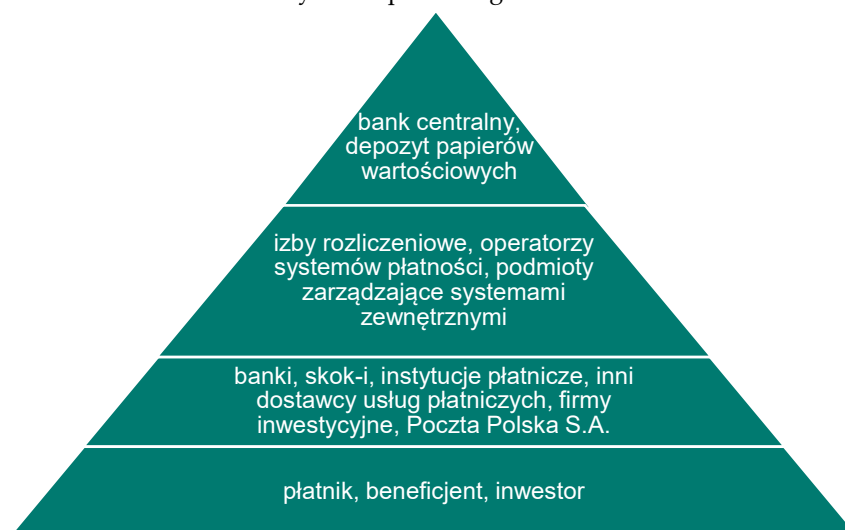 bank centralny,
depozyt papierów
wartościowych
izby rozliczeniowe, operatorzy
systemów płatności, podmioty
zarządzające systemami
zewnętrznymi
banki, skok-i, instytucje płatnicze, inni
dostawcy usług płatniczych, firmy
inwestycyjne, Poczta Polska S.A.
płatnik, beneficjent, inwestor